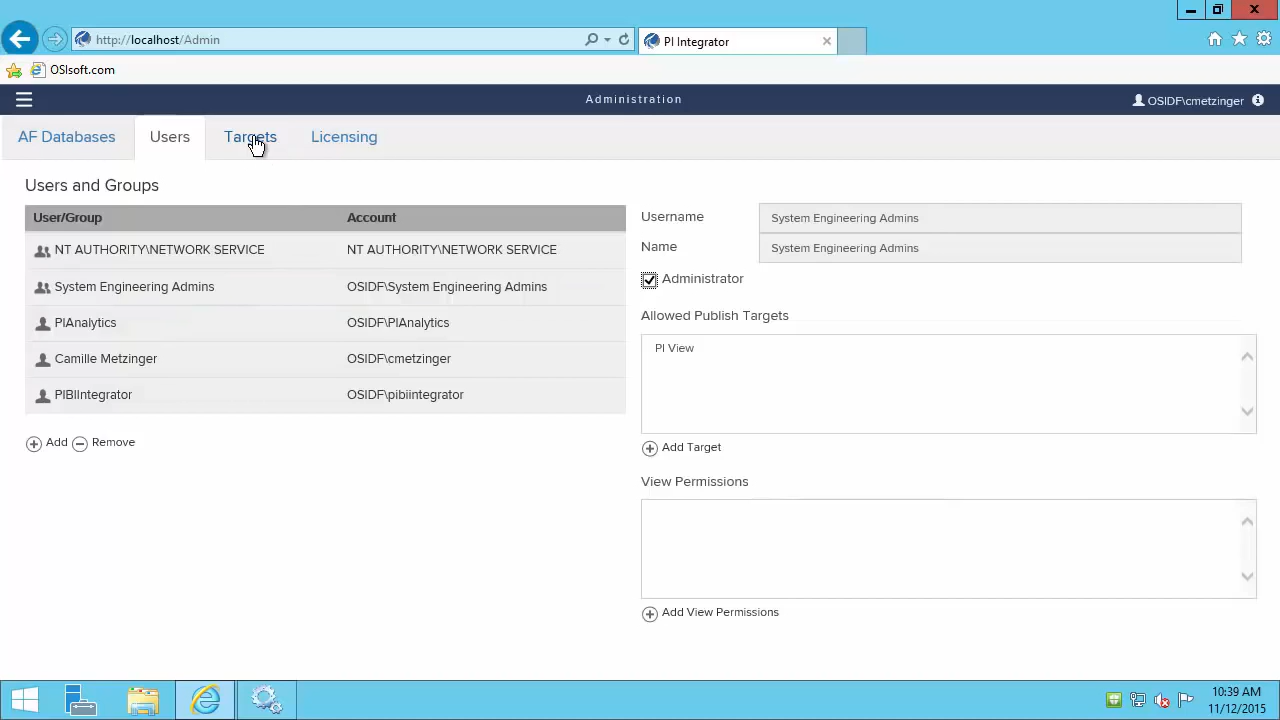 http://localhost/Admin
PI Integrator
OSIsoft.com
Administration
OSIDF\cmetzinger
AF Databases
Users
Targets
Licensing
Users and Groups
User/Group Account
NT AUTHORITY\NETWORK SERVICE NT AUTHORITY\NETWORK SERVICE
System Engineering Admins OSIDF\System Engineering Admins
PIAnalytics OSIDF\PIAnalytics
Camille Metzinger OSIDF\cmetzinger
PIBIIntegrator OSIDF\pibiintegrator
Add Remove
Username System Engineering Admins
Name System Engineering Admins
Administrator
Allowed Publish Targets
PI View
Add Target
View Permissions
Add View Permissions
10:39 AM
11/12/2015